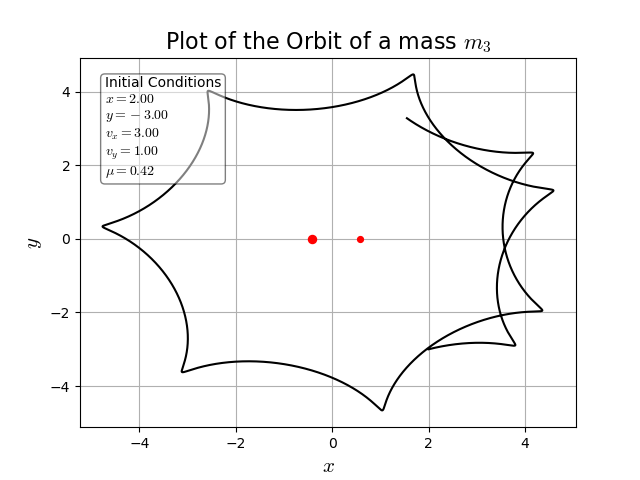 Plot of the Orbit of a mass m₃
Initial Conditions
x = 2.00
y = − 3.00
vₓ = 3.00
v_y = 1.00
μ = 0.42
4
2
0
−2
−4
y
−4 −2 0 2 4
x